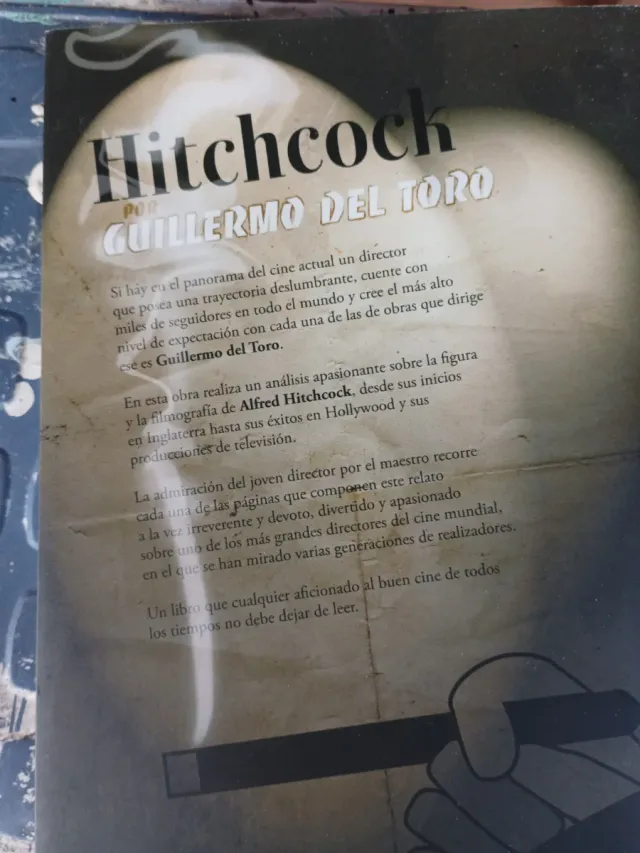 Hitchcock
POR
GUILLERMO DEL TORO
Si hay en el panorama del cine actual un director
que posea una trayectoria deslumbrante, cuente con
miles de seguidores en todo el mundo y cree el más alto
nivel de expectación con cada una de las de obras que dirige
ese es Guillermo del Toro.
En esta obra realiza un análisis apasionante sobre la figura
y la filmografía de Alfred Hitchcock, desde sus inicios
en Inglaterra hasta sus éxitos en Hollywood y sus
producciones de televisión.
La admiración del joven director por el maestro recorre
cada una de las páginas que componen este relato
a la vez irreverente y devoto, divertido y apasionado
sobre uno de los más grandes directores del cine mundial,
en el que se han mirado varias generaciones de realizadores.
Un libro que cualquier aficionado al buen cine de todos
los tiempos no debe dejar de leer.